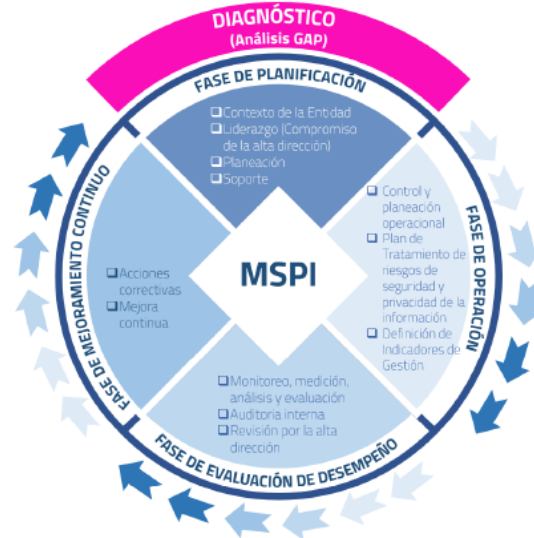 DIAGNÓSTICO
(Análisis GAP)
FASE DE PLANIFICACIÓN
❑Contexto de la Entidad
❑Liderazgo (Compromiso
de la alta dirección)
❑Planeación
❑Soporte
FASE DE OPERACIÓN
❑ Control y
planeación
operacional
❑ Plan de
Tratamiento de
riesgos de
seguridad y
privacidad de la
información
❑ Definición de
Indicadores de
Gestión
MSPI
FASE DE MEJORAMIENTO CONTINUO
❑Acciones
correctivas
❑Mejora
continua
❑Monitoreo, medición,
análisis y evaluación
❑Auditoria interna
❑Revisión por la alta
dirección
FASE DE EVALUACIÓN DE DESEMPEÑO